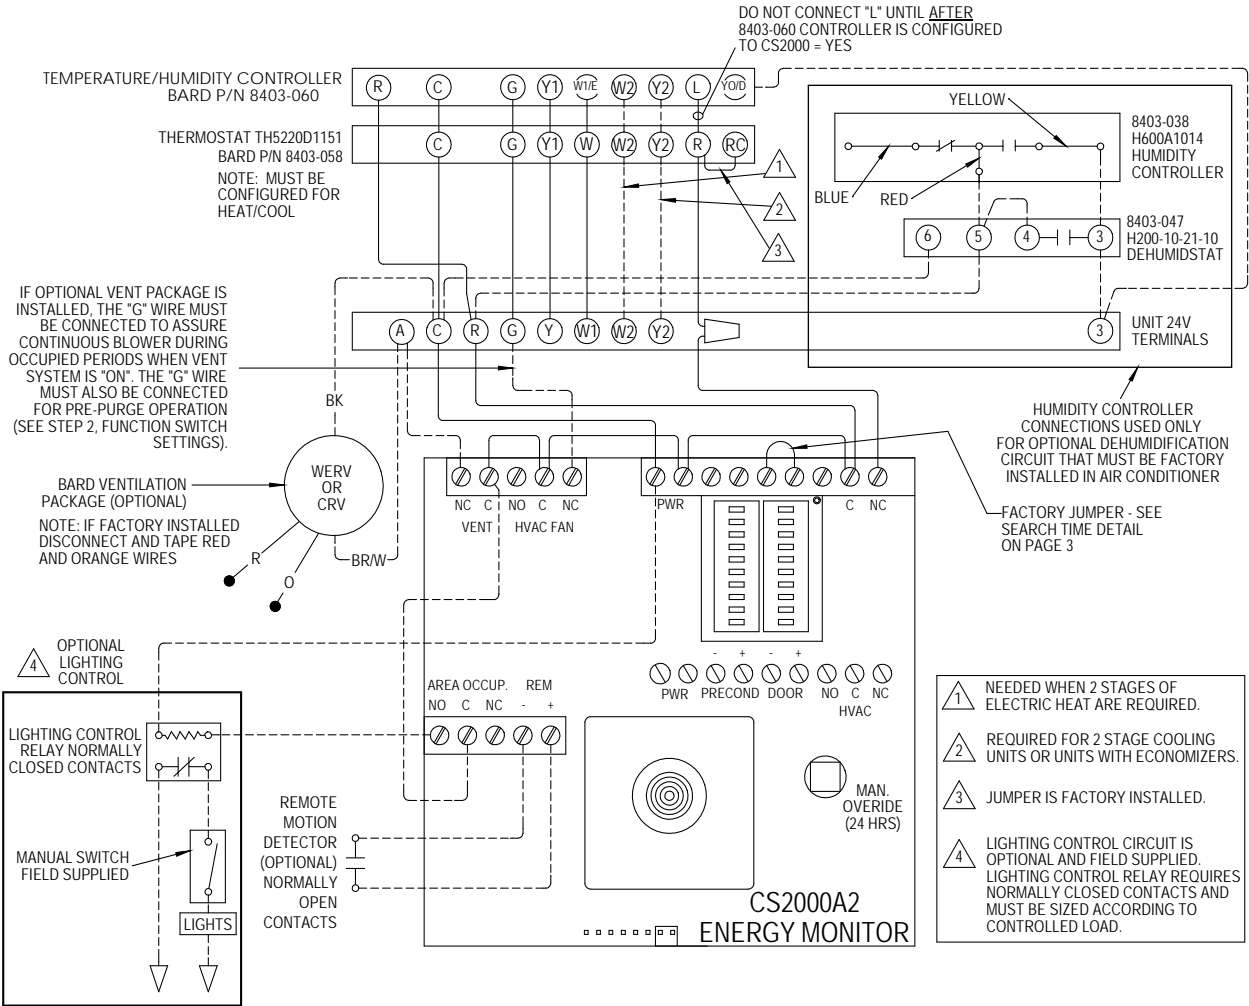 DO NOT CONNECT "L" UNTIL AFTER
8403-060 CONTROLLER IS CONFIGURED
TO CS2000 = YES
TEMPERATURE/HUMIDITY CONTROLLER
BARD P/N 8403-060
R C G Y1 W1/E W2 Y2 L YO/D
THERMOSTAT TH5220D1151
BARD P/N 8403-058
C G Y1 W W2 Y2 R RC
NOTE: MUST BE
CONFIGURED FOR
HEAT/COOL
1
2
3
YELLOW
BLUE
RED
8403-038
H600A1014
HUMIDITY
CONTROLLER
6 5 4 3
8403-047
H200-10-21-10
DEHUMIDSTAT
IF OPTIONAL VENT PACKAGE IS
INSTALLED, THE "G" WIRE MUST
BE CONNECTED TO ASSURE
CONTINUOUS BLOWER DURING
OCCUPIED PERIODS WHEN VENT
SYSTEM IS "ON". THE "G" WIRE
MUST ALSO BE CONNECTED
FOR PRE-PURGE OPERATION
(SEE STEP 2, FUNCTION SWITCH
SETTINGS).
A C R G Y W1 W2 Y2 3
UNIT 24V
TERMINALS
HUMIDITY CONTROLLER
CONNECTIONS USED ONLY
FOR OPTIONAL DEHUMIDIFICATION
CIRCUIT THAT MUST BE FACTORY
INSTALLED IN AIR CONDITIONER
BK
WERV
OR
CRV
BARD VENTILATION
PACKAGE (OPTIONAL)
NOTE: IF FACTORY INSTALLED
DISCONNECT AND TAPE RED
AND ORANGE WIRES
R
O
BR/W
NC C NO C NC
VENT HVAC FAN
PWR C NC
FACTORY JUMPER - SEE
SEARCH TIME DETAIL
ON PAGE 3
4
OPTIONAL
LIGHTING
CONTROL
LIGHTING CONTROL
RELAY NORMALLY
CLOSED CONTACTS
MANUAL SWITCH
FIELD SUPPLIED
LIGHTS
AREA OCCUP. REM
NO C NC - +
- + - +
PWR PRECOND DOOR NO C NC
HVAC
REMOTE
MOTION
DETECTOR
(OPTIONAL)
NORMALLY
OPEN
CONTACTS
MAN.
OVERIDE
(24 HRS)
CS2000A2
ENERGY MONITOR
1 NEEDED WHEN 2 STAGES OF
ELECTRIC HEAT ARE REQUIRED.
2 REQUIRED FOR 2 STAGE COOLING
UNITS OR UNITS WITH ECONOMIZERS.
3 JUMPER IS FACTORY INSTALLED.
4 LIGHTING CONTROL CIRCUIT IS
OPTIONAL AND FIELD SUPPLIED.
LIGHTING CONTROL RELAY REQUIRES
NORMALLY CLOSED CONTACTS AND
MUST BE SIZED ACCORDING TO
CONTROLLED LOAD.